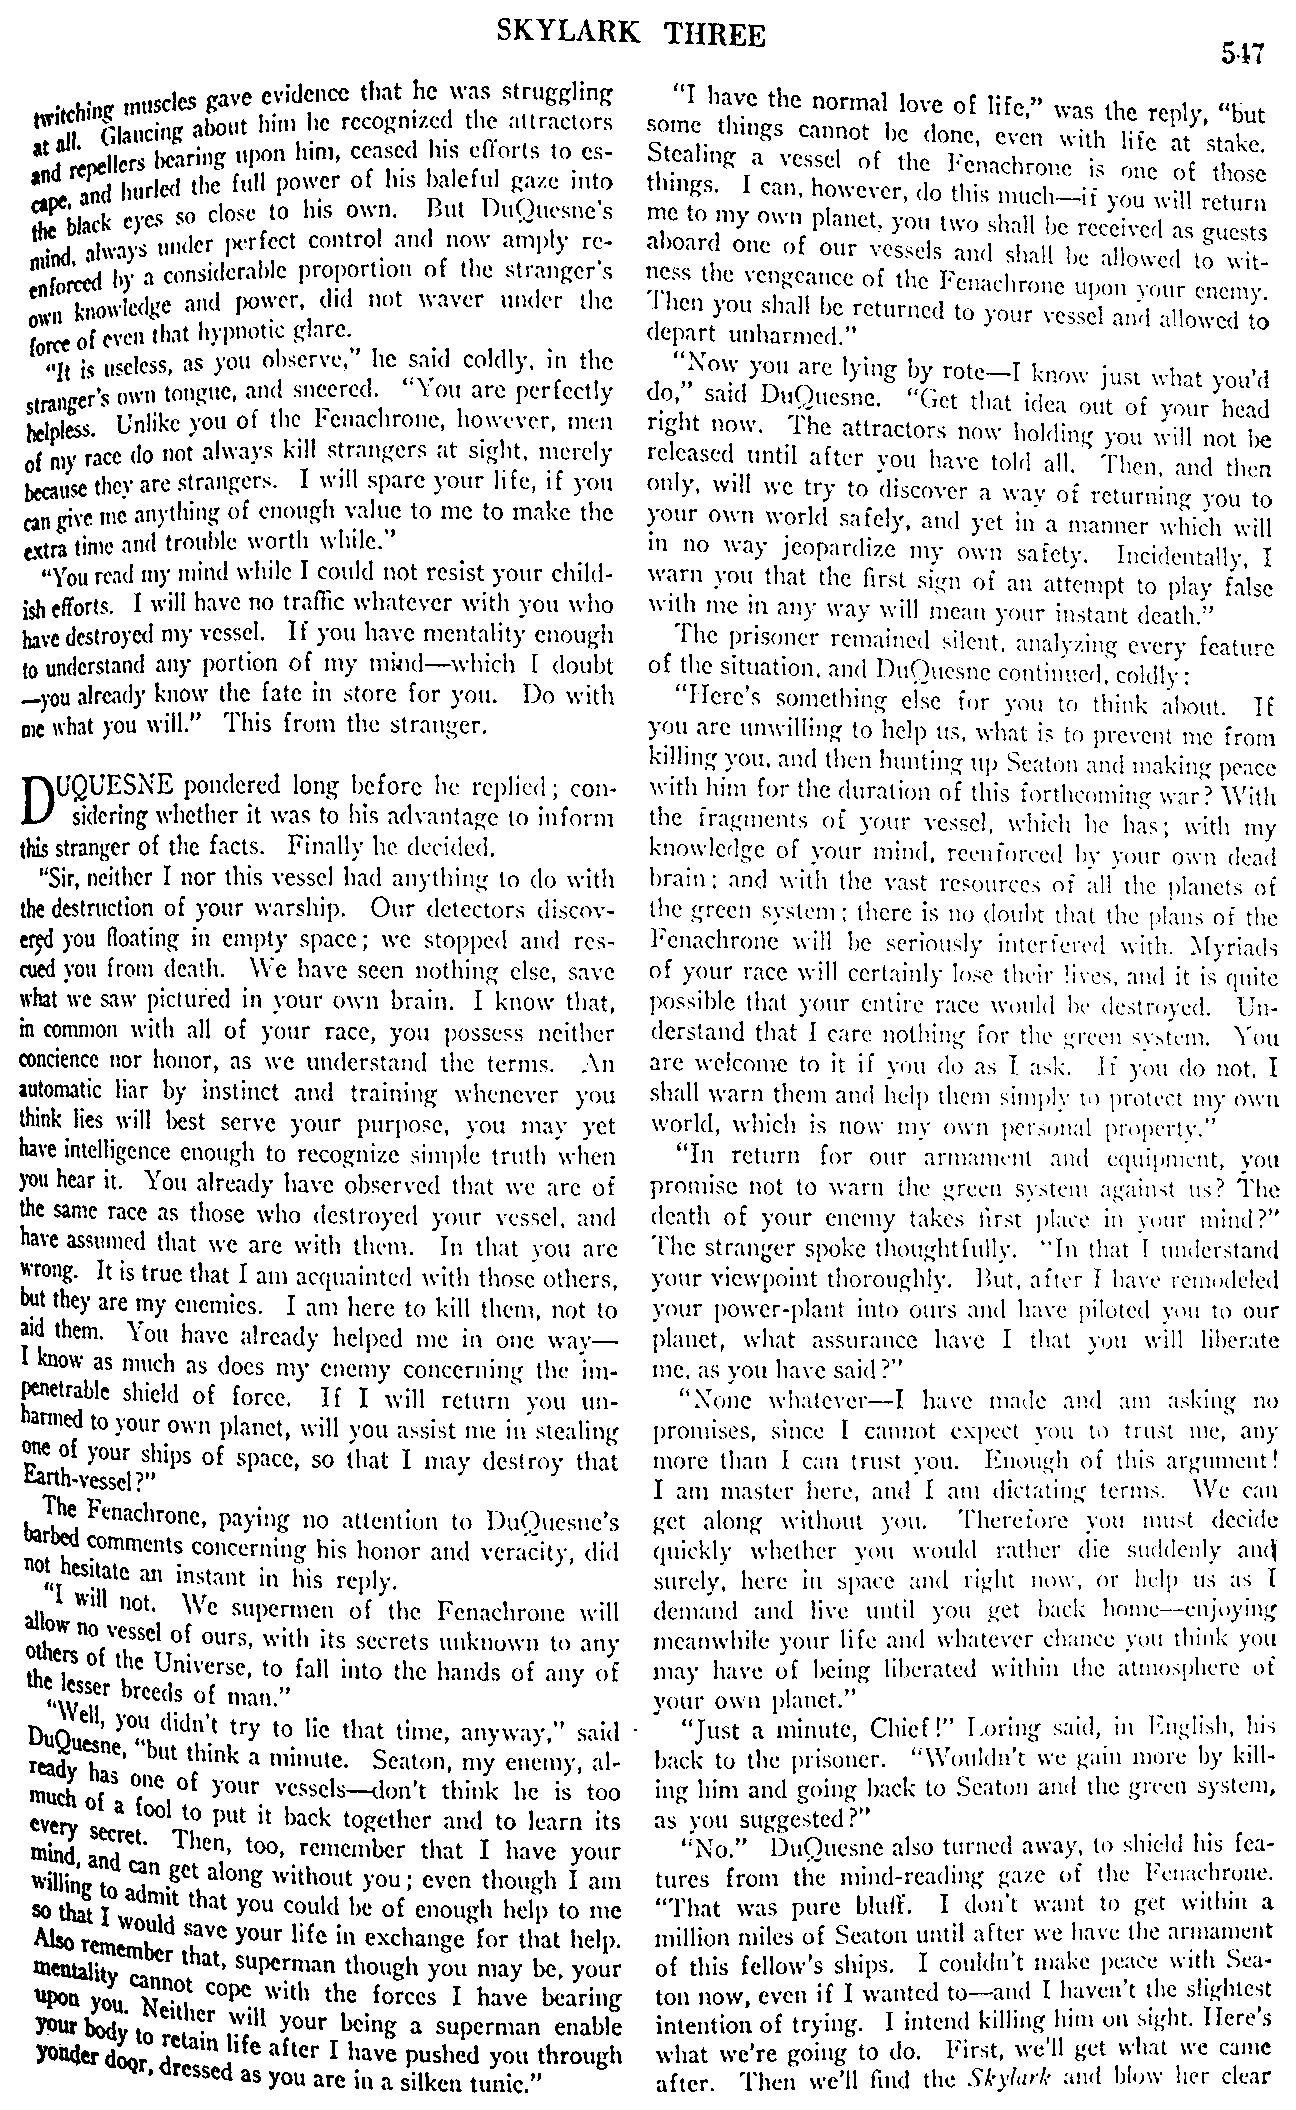 SKYLARK THREE
547
twitching muscles gave evidence that he was struggling
at all. Glancing about him he recognized the attractors
and repellers bearing upon him, ceased his efforts to es-
cape, and hurled the full power of his baleful gaze into
the black eyes so close to his own. But DuQuesne's
mind, always under perfect control and now amply re-
enforced by a considerable proportion of the stranger's
own knowledge and power, did not waver under the
force of even that hypnotic glare.
"It is useless, as you observe," he said coldly, in the
stranger's own tongue, and sneered. "You are perfectly
helpless. Unlike you of the Fenachrone, however, men
of my race do not always kill strangers at sight, merely
because they are strangers. I will spare your life, if you
can give me anything of enough value to me to make the
extra time and trouble worth while."
"You read my mind while I could not resist your child-
ish efforts. I will have no traffic whatever with you who
have destroyed my vessel. If you have mentality enough
to understand any portion of my mind—which I doubt
—you already know the fate in store for you. Do with
me what you will." This from the stranger.
DUQUESNE pondered long before he replied; con-
sidering whether it was to his advantage to inform
this stranger of the facts. Finally he decided.
"Sir, neither I nor this vessel had anything to do with
the destruction of your warship. Our detectors discov-
ered you floating in empty space; we stopped and res-
cued you from death. We have seen nothing else, save
what we saw pictured in your own brain. I know that,
in common with all of your race, you possess neither
concience nor honor, as we understand the terms. An
automatic liar by instinct and training whenever you
think lies will best serve your purpose, you may yet
have intelligence enough to recognize simple truth when
you hear it. You already have observed that we are of
the same race as those who destroyed your vessel, and
have assumed that we are with them. In that you are
wrong. It is true that I am acquainted with those others,
but they are my enemies. I am here to kill them, not to
aid them. You have already helped me in one way—
I know as much as does my enemy concerning the im-
penetrable shield of force. If I will return you un-
harmed to your own planet, will you assist me in stealing
one of your ships of space, so that I may destroy that
Earth-vessel?"
The Fenachrone, paying no attention to DuQuesne's
barbed comments concerning his honor and veracity, did
not hesitate an instant in his reply.
"I will not. We supermen of the Fenachrone will
allow no vessel of ours, with its secrets unknown to any
others of the Universe, to fall into the hands of any of
the lesser breeds of man."
"Well, you didn't try to lie that time, anyway," said
DuQuesne, "but think a minute. Seaton, my enemy, al-
ready has one of your vessels—don't think he is too
much of a fool to put it back together and to learn its
every secret. Then, too, remember that I have your
mind, and can get along without you; even though I am
willing to admit that you could be of enough help to me
so that I would save your life in exchange for that help.
Also remember that, superman though you may be, your
mentality cannot cope with the forces I have bearing
upon you. Neither will your being a superman enable
your body to retain life after I have pushed you through
yonder door, dressed as you are in a silken tunic."
"I have the normal love of life," was the reply, "but
some things cannot be done, even with life at stake.
Stealing a vessel of the Fenachrone is one of those
things. I can, however, do this much—if you will return
me to my own planet, you two shall be received as guests
aboard one of our vessels and shall be allowed to wit-
ness the vengeance of the Fenachrone upon your enemy.
Then you shall be returned to your vessel and allowed to
depart unharmed."
"Now you are lying by rote—I know just what you'd
do," said DuQuesne. "Get that idea out of your head
right now. The attractors now holding you will not be
released until after you have told all. Then, and then
only, will we try to discover a way of returning you to
your own world safely, and yet in a manner which will
in no way jeopardize my own safety. Incidentally, I
warn you that the first sign of an attempt to play false
with me in any way will mean your instant death."
The prisoner remained silent, analyzing every feature
of the situation, and DuQuesne continued, coldly:
"Here's something else for you to think about. If
you are unwilling to help us, what is to prevent me from
killing you, and then hunting up Seaton and making peace
with him for the duration of this forthcoming war? With
the fragments of your vessel, which he has; with my
knowledge of your mind, reenforced by your own dead
brain; and with the vast resources of all the planets of
the green system; there is no doubt that the plans of the
Fenachrone will be seriously interfered with. Myriads
of your race will certainly lose their lives, and it is quite
possible that your entire race would be destroyed. Un-
derstand that I care nothing for the green system. You
are welcome to it if you do as I ask. If you do not, I
shall warn them and help them simply to protect my own
world, which is now my own personal property."
"In return for our armament and equipment, you
promise not to warn the green system against us? The
death of your enemy takes first place in your mind?"
The stranger spoke thoughtfully. "In that I understand
your viewpoint thoroughly. But, after I have remodeled
your power-plant into ours and have piloted you to our
planet, what assurance have I that you will liberate
me, as you have said?"
"None whatever—I have made and am asking no
promises, since I cannot expect you to trust me, any
more than I can trust you. Enough of this argument!
I am master here, and I am dictating terms. We can
get along without you. Therefore you must decide
quickly whether you would rather die suddenly and
surely, here in space and right now, or help us as I
demand and live until you get back home—enjoying
meanwhile your life and whatever chance you think you
may have of being liberated within the atmosphere of
your own planet."
"Just a minute, Chief!" Loring said, in English, his
back to the prisoner. "Wouldn't we gain more by kill-
ing him and going back to Seaton and the green system,
as you suggested?"
"No." DuQuesne also turned away, to shield his fea-
tures from the mind-reading gaze of the Fenachrone.
"That was pure bluff. I don't want to get within a
million miles of Seaton until after we have the armament
of this fellow's ships. I couldn't make peace with Sea-
ton now, even if I wanted to—and I haven't the slightest
intention of trying. I intend killing him on sight. Here's
what we're going to do. First, we'll get what we came
after. Then we'll find the Skylark and blow her clear